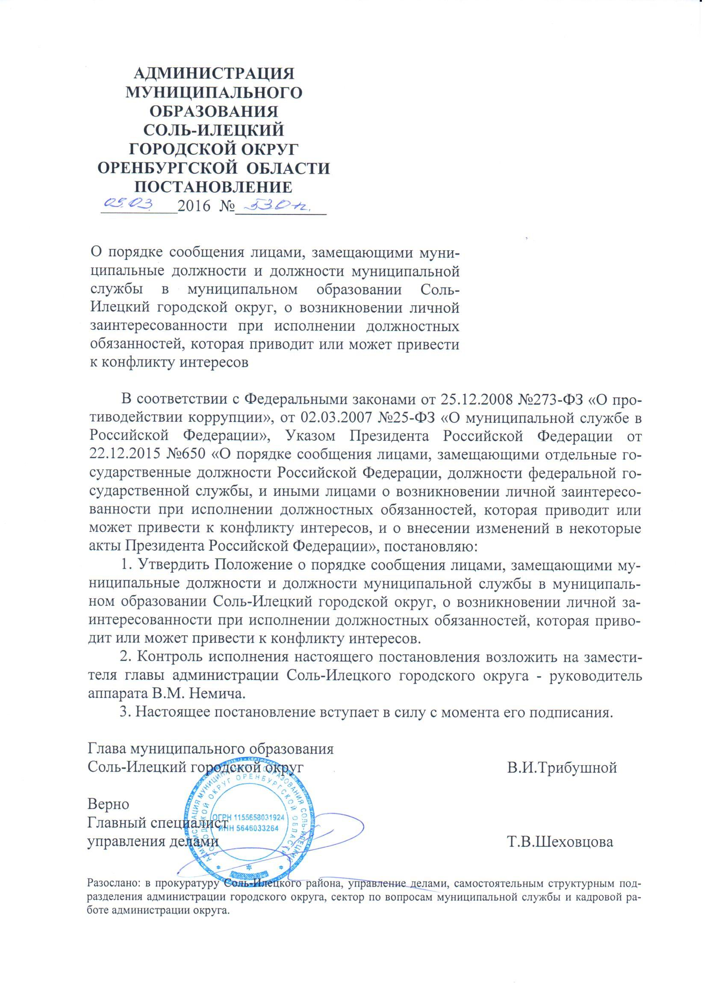 АДМИНИСТРАЦИЯ
МУНИЦИПАЛЬНОГО
ОБРАЗОВАНИЯ
СОЛЬ-ИЛЕЦКИЙ
ГОРОДСКОЙ ОКРУГ
ОРЕНБУРГСКОЙ ОБЛАСТИ
ПОСТАНОВЛЕНИЕ
05.03 2016 № 530п.
О порядке сообщения лицами, замещающими муни-
ципальные должности и должности муниципальной
службы в муниципальном образовании Соль-
Илецкий городской округ, о возникновении личной
заинтересованности при исполнении должностных
обязанностей, которая приводит или может привести
к конфликту интересов
В соответствии с Федеральными законами от 25.12.2008 №273-ФЗ «О про-
тиводействии коррупции», от 02.03.2007 №25-ФЗ «О муниципальной службе в
Российской Федерации», Указом Президента Российской Федерации от
22.12.2015 №650 «О порядке сообщения лицами, замещающими отдельные го-
сударственные должности Российской Федерации, должности федеральной го-
сударственной службы, и иными лицами о возникновении личной заинтересо-
ванности при исполнении должностных обязанностей, которая приводит или
может привести к конфликту интересов, и о внесении изменений в некоторые
акты Президента Российской Федерации», постановляю:
1. Утвердить Положение о порядке сообщения лицами, замещающими му-
ниципальные должности и должности муниципальной службы в муниципаль-
ном образовании Соль-Илецкий городской округ, о возникновении личной за-
интересованности при исполнении должностных обязанностей, которая приво-
дит или может привести к конфликту интересов.
2. Контроль исполнения настоящего постановления возложить на замести-
теля главы администрации Соль-Илецкого городского округа - руководитель
аппарата В.М. Немича.
3. Настоящее постановление вступает в силу с момента его подписания.
Глава муниципального образования
Соль-Илецкий городской округ В.И.Трибушной
АДМИНИСТРАЦИЯ МУНИЦИПАЛЬНОГО ОБРАЗОВАНИЯ СОЛЬ-ИЛЕЦКИЙ
ГОРОДСКОЙ ОКРУГ ОРЕНБУРГСКОЙ ОБЛАСТИ
ОГРН 1155658031924
ИНН 5646033264
Верно
Главный специалист
управления делами Т.В.Шеховцова
Разослано: в прокуратуру Соль-Илецкого района, управление делами, самостоятельным структурным под-
разделения администрации городского округа, сектор по вопросам муниципальной службы и кадровой ра-
боте администрации округа.